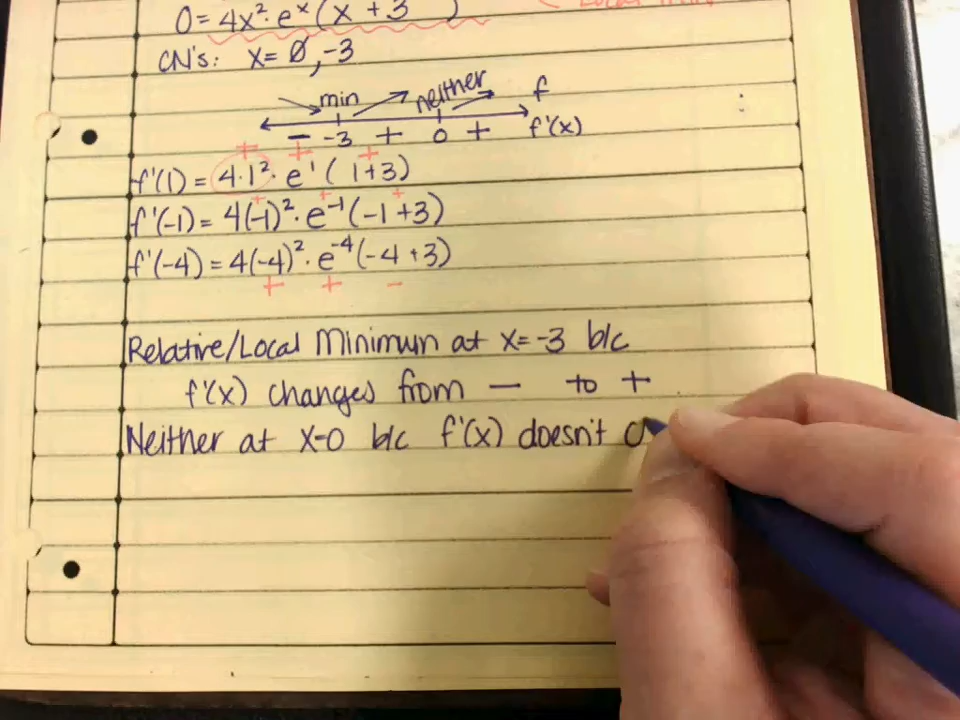 0 = 4x² · eˣ (x + 3 )
CN's: x = 0, -3
min neither f
- -3 + 0 + f'(x)
+ + +
f'(1) = 4·1² · e¹ ( 1+3)
+ + +
f'(-1) = 4(-1)² · e⁻¹ (-1 +3)
f'(-4) = 4(-4)² · e⁻⁴ (-4 +3)
+ + -
Relative/Local Minimum at x = -3 b/c
f'(x) changes from - to +
Neither at x=0 b/c f'(x) doesn't c